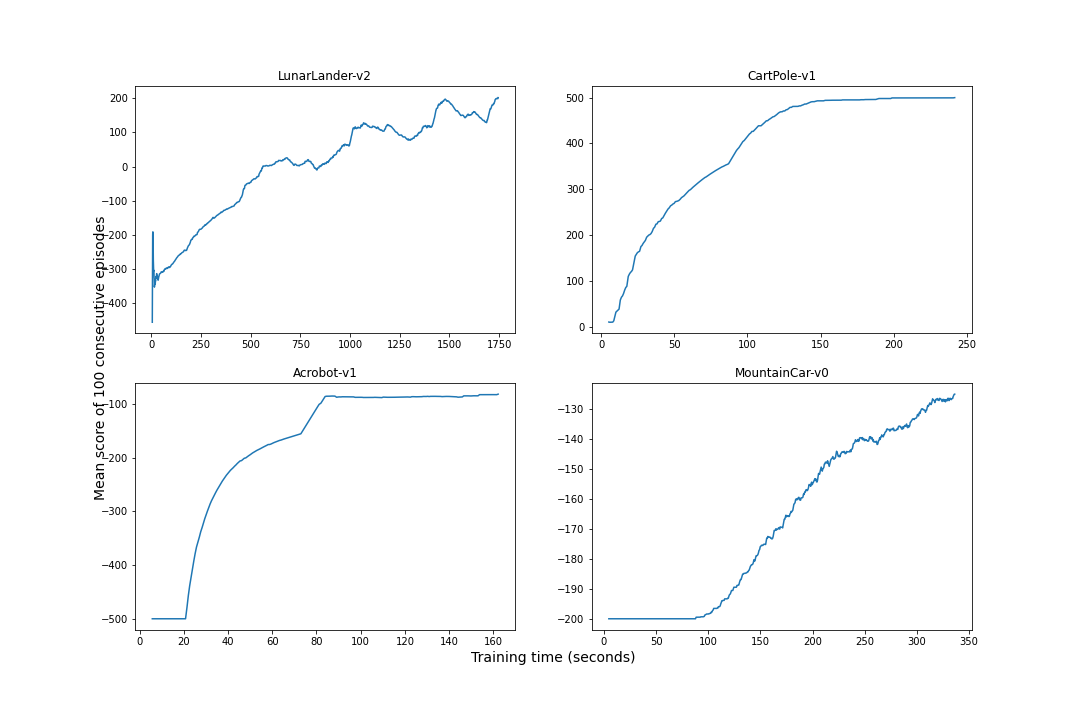 LunarLander-v2
CartPole-v1
200
100
0
−100
−200
−300
−400
0 250 500 750 1000 1250 1500 1750
500
400
300
200
100
0
0 50 100 150 200 250
Mean score of 100 consecutive episodes
Acrobot-v1
MountainCar-v0
−100
−200
−300
−400
−500
0 20 40 60 80 100 120 140 160
−130
−140
−150
−160
−170
−180
−190
−200
0 50 100 150 200 250 300 350
Training time (seconds)